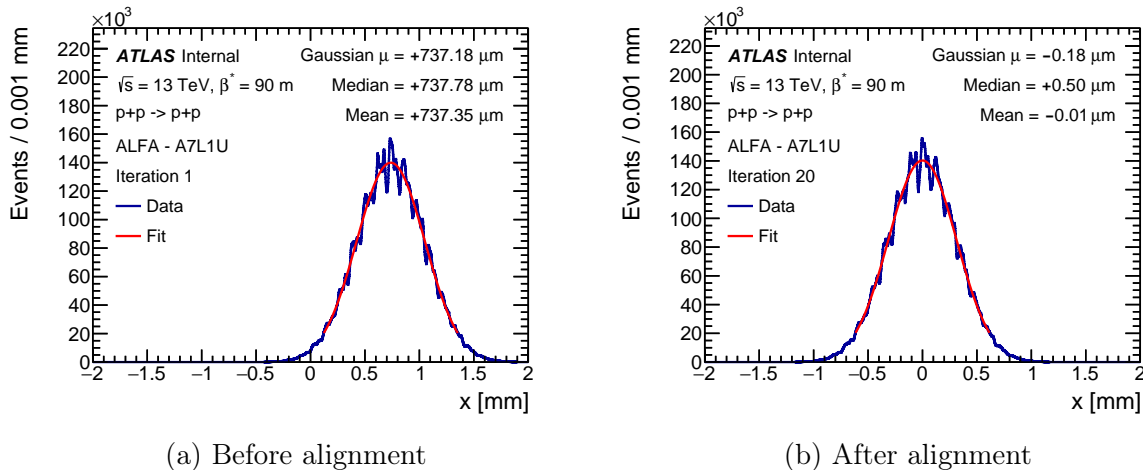 ×10³
Events / 0.001 mm
220
200
180
160
140
120
100
80
60
40
20
0
ATLAS Internal
√s = 13 TeV, β* = 90 m
p+p -> p+p
ALFA - A7L1U
Iteration 1
Data
Fit
Gaussian μ = +737.18 μm
Median = +737.78 μm
Mean = +737.35 μm
−2 −1.5 −1 −0.5 0 0.5 1 1.5 2
x [mm]
(a) Before alignment
×10³
Events / 0.001 mm
220
200
180
160
140
120
100
80
60
40
20
0
ATLAS Internal
√s = 13 TeV, β* = 90 m
p+p -> p+p
ALFA - A7L1U
Iteration 20
Data
Fit
Gaussian μ = −0.18 μm
Median = +0.50 μm
Mean = −0.01 μm
−2 −1.5 −1 −0.5 0 0.5 1 1.5 2
x [mm]
(b) After alignment